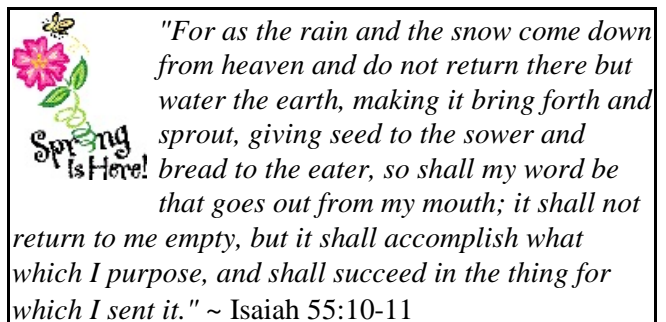 "For as the rain and the snow come down
from heaven and do not return there but
water the earth, making it bring forth and
sprout, giving seed to the sower and
bread to the eater, so shall my word be
that goes out from my mouth; it shall not
return to me empty, but it shall accomplish what
which I purpose, and shall succeed in the thing for
which I sent it." ~ Isaiah 55:10-11
Spring
Is Here!